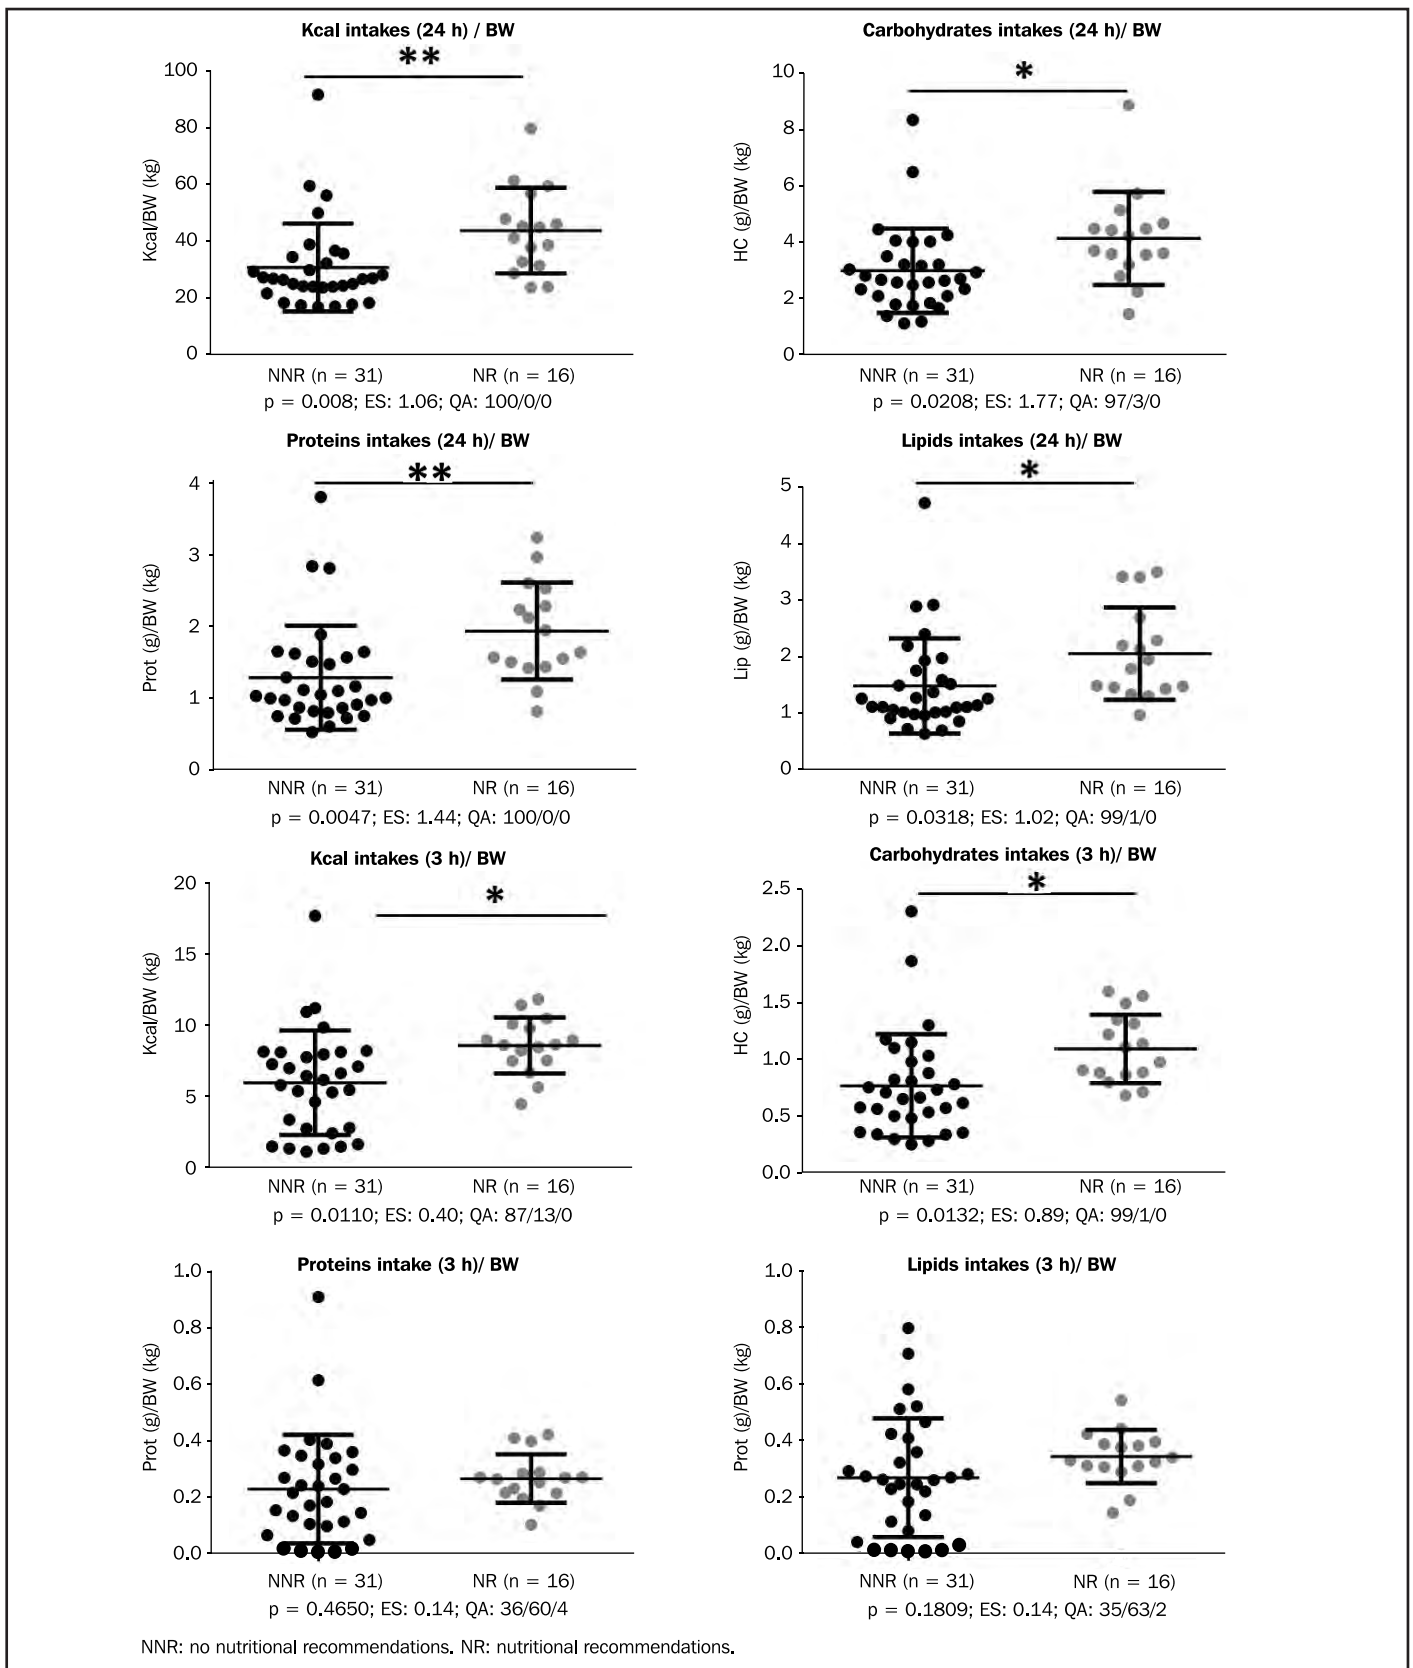 Kcal intakes (24 h) / BW
**
Kcal/BW (kg)
100
80
60
40
20
0
NNR (n = 31)
NR (n = 16)
p = 0.008; ES: 1.06; QA: 100/0/0
Carbohydrates intakes (24 h)/ BW
*
HC (g)/BW (kg)
10
8
6
4
2
0
NNR (n = 31)
NR (n = 16)
p = 0.0208; ES: 1.77; QA: 97/3/0
Proteins intakes (24 h)/ BW
**
Prot (g)/BW (kg)
4
3
2
1
0
NNR (n = 31)
NR (n = 16)
p = 0.0047; ES: 1.44; QA: 100/0/0
Lipids intakes (24 h)/ BW
*
Lip (g)/BW (kg)
5
4
3
2
1
0
NNR (n = 31)
NR (n = 16)
p = 0.0318; ES: 1.02; QA: 99/1/0
Kcal intakes (3 h)/ BW
*
Kcal/BW (kg)
20
15
10
5
0
NNR (n = 31)
NR (n = 16)
p = 0.0110; ES: 0.40; QA: 87/13/0
Carbohydrates intakes (3 h)/ BW
*
HC (g)/BW (kg)
2.5
2.0
1.5
1.0
0.5
0.0
NNR (n = 31)
NR (n = 16)
p = 0.0132; ES: 0.89; QA: 99/1/0
Proteins intake (3 h)/ BW
Prot (g)/BW (kg)
1.0
0.8
0.6
0.4
0.2
0.0
NNR (n = 31)
NR (n = 16)
p = 0.4650; ES: 0.14; QA: 36/60/4
Lipids intakes (3 h)/ BW
Prot (g)/BW (kg)
1.0
0.8
0.6
0.4
0.2
0.0
NNR (n = 31)
NR (n = 16)
p = 0.1809; ES: 0.14; QA: 35/63/2
NNR: no nutritional recommendations. NR: nutritional recommendations.